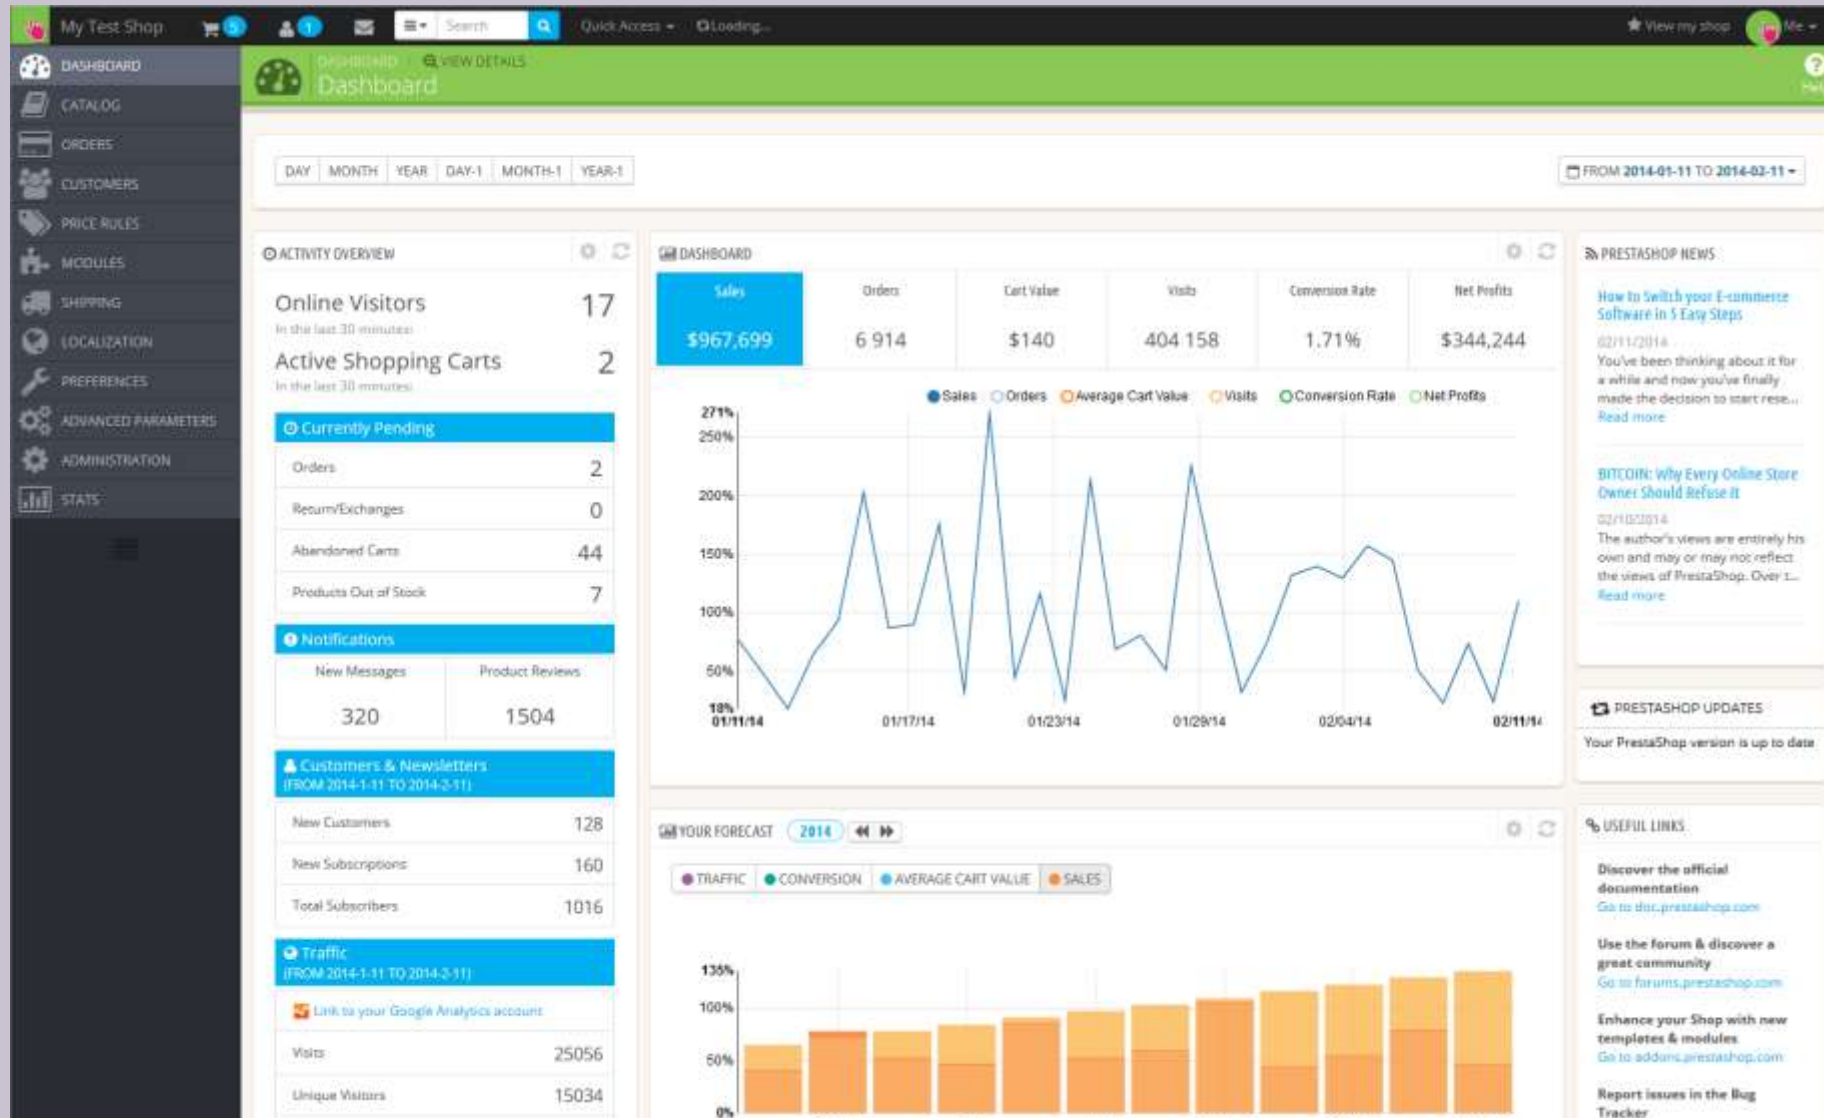 My Test Shop 5 1 Search Quick Access Loading... View my shop Me
DASHBOARD
CATALOG
ORDERS
CUSTOMERS
PRICE RULES
MODULES
SHIPPING
LOCALIZATION
PREFERENCES
ADVANCED PARAMETERS
ADMINISTRATION
STATS
DASHBOARD VIEW DETAILS
Dashboard
DAY MONTH YEAR DAY-1 MONTH-1 YEAR-1
FROM 2014-01-11 TO 2014-02-11
ACTIVITY OVERVIEW
Online Visitors 17
In the last 30 minutes
Active Shopping Carts 2
In the last 30 minutes
Currently Pending
Orders 2
Return/Exchanges 0
Abandoned Carts 44
Products Out of Stock 7
Notifications
New Messages Product Reviews
320 1504
Customers & Newsletters
(FROM 2014-1-11 TO 2014-2-11)
New Customers 128
New Subscriptions 160
Total Subscribers 1016
Traffic
(FROM 2014-1-11 TO 2014-2-11)
Link to your Google Analytics account
Visits 25056
Unique Visitors 15034
DASHBOARD
Sales Orders Cart Value Visits Conversion Rate Net Profits
$967,699 6 914 $140 404 158 1.71% $344,244
Sales Orders Average Cart Value Visits Conversion Rate Net Profits
271%
250%
200%
150%
100%
50%
18%
01/11/14 01/17/14 01/23/14 01/29/14 02/04/14 02/11/14
YOUR FORECAST 2014
TRAFFIC CONVERSION AVERAGE CART VALUE SALES
135%
100%
50%
0%
PRESTASHOP NEWS
How to Switch your E-commerce
Software in 5 Easy Steps
02/11/2014
You've been thinking about it for
a while and now you've finally
made the decision to start rese...
Read more
BITCOIN: Why Every Online Store
Owner Should Refuse It
02/10/2014
The author's views are entirely his
own and may or may not reflect
the views of PrestaShop. Over t...
Read more
PRESTASHOP UPDATES
Your PrestaShop version is up to date
USEFUL LINKS
Discover the official
documentation
Go to doc.prestashop.com
Use the forum & discover a
great community
Go to forums.prestashop.com
Enhance your Shop with new
templates & modules
Go to addons.prestashop.com
Report issues in the Bug
Tracker